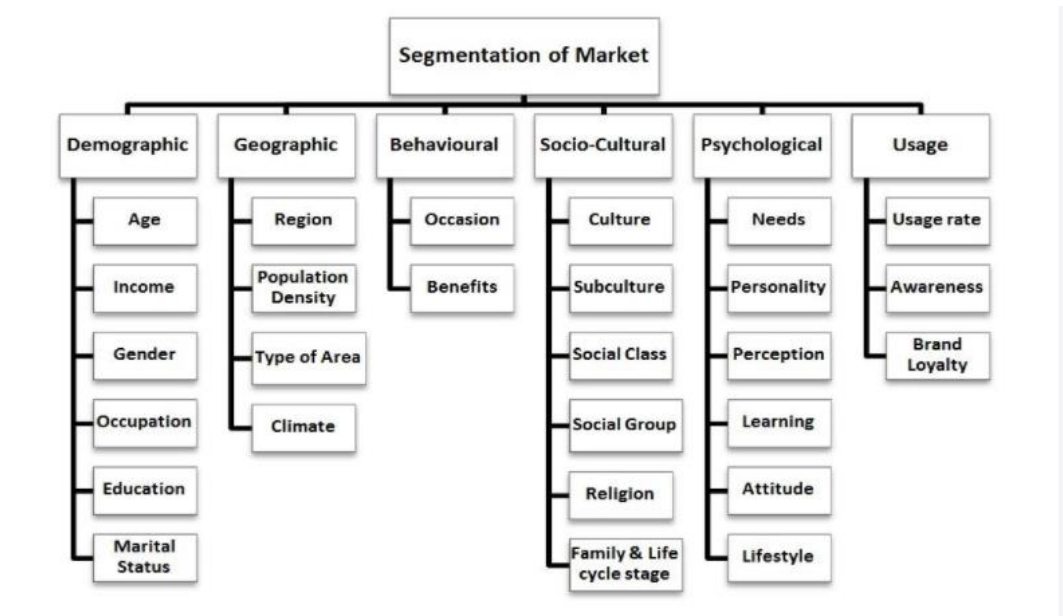 Segmentation of Market
Demographic
Geographic
Behavioural
Socio-Cultural
Psychological
Usage
Age
Income
Gender
Occupation
Education
Marital
Status
Region
Population
Density
Type of Area
Climate
Occasion
Benefits
Culture
Subculture
Social Class
Social Group
Religion
Family & Life
cycle stage
Needs
Personality
Perception
Learning
Attitude
Lifestyle
Usage rate
Awareness
Brand
Loyalty